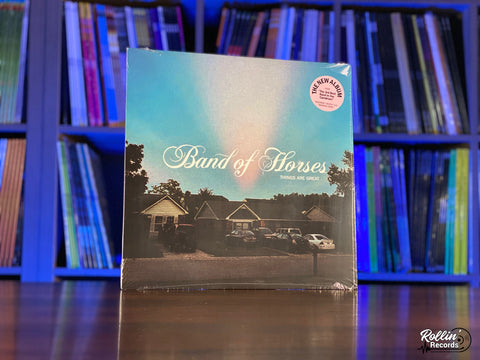 THE NEW ALBUM
Band of Horses
THINGS ARE GREAT
Rollin'
Records